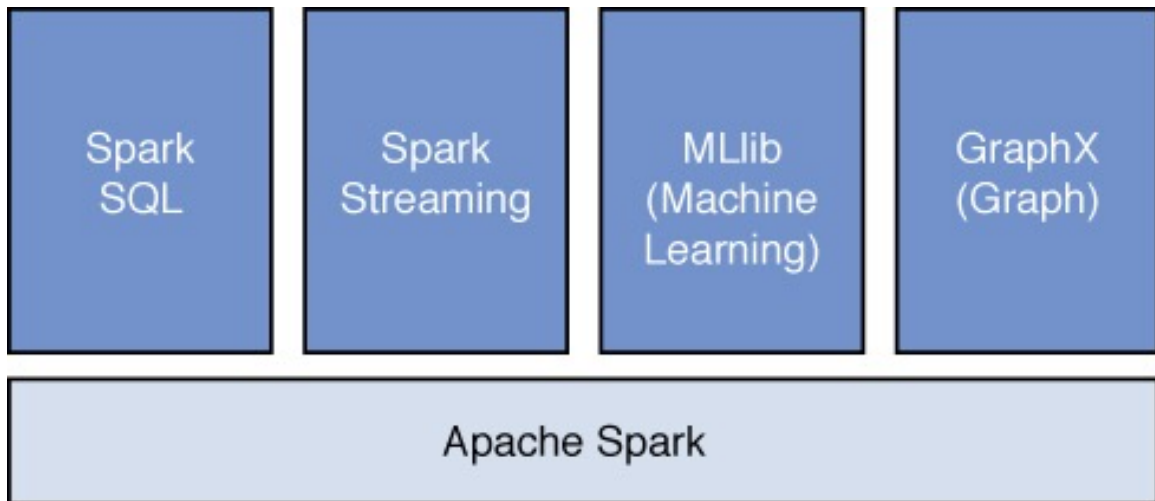 Spark
SQL
Spark
Streaming
MLlib
(Machine
Learning)
GraphX
(Graph)
Apache Spark